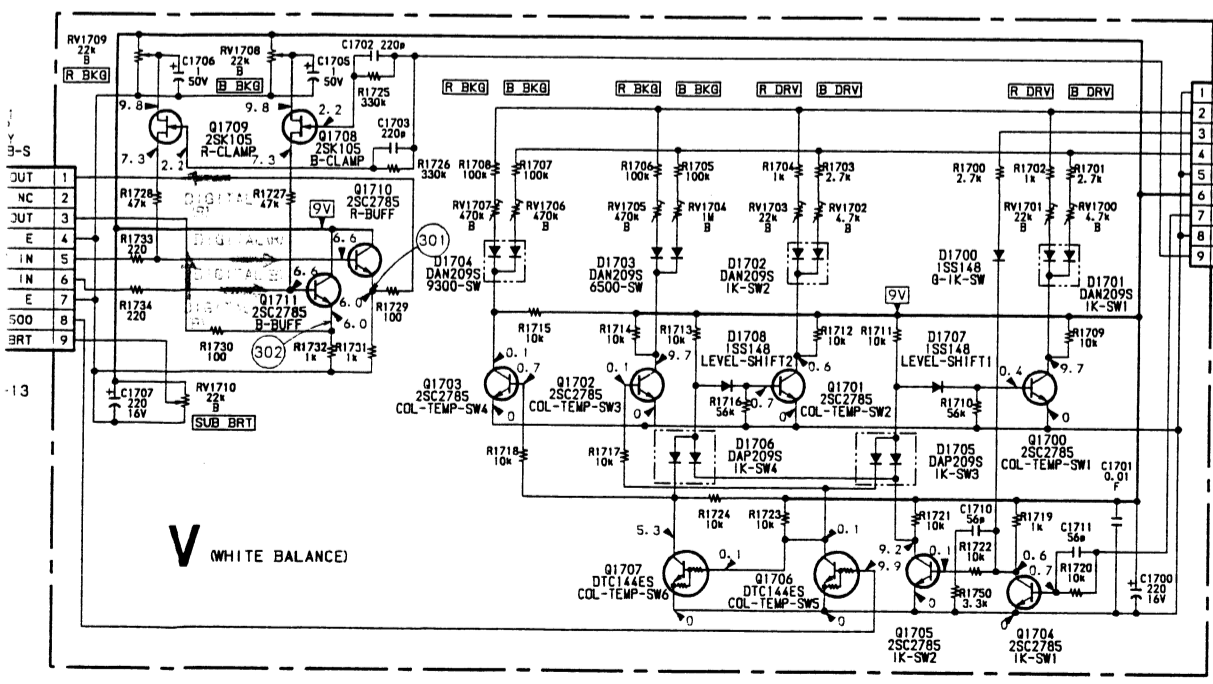 RV1709
22k
B
R BKG
C1706
1
50V
RV1708
22k
B
B BKG
C1705
1
50V
C1702 220p
R1725
330k
C1703
220p
R1726
330k
9.8
Q1709
2SK105
R-CLAMP
7.3
2.2
9.8
2.2
Q1708
2SK105
B-CLAMP
7.3
B-S
OUT 1
NC 2
OUT 3
E 4
IN 5
IN 6
E 7
500 8
BRT 9
-13
R1728
47k
R1727
47k
Q1710
2SC2785
R-BUFF
9V
6.6
301
R1733
220
R1734
220
6.6
Q1711
2SC2785
B-BUFF
6.0
6.0
R1729
100
R1730
100
302
R1732
1k
R1731
1k
C1707
220
16V
RV1710
22k
B
SUB BRT
R BKG
B BKG
R BKG
B BKG
R DRV
B DRV
R DRV
B DRV
1
2
3
4
5
6
7
8
9
R1708
100k
R1707
100k
R1706
100k
R1705
100k
R1704
1k
R1703
2.7k
R1700
2.7k
R1702
1k
R1701
2.7k
RV1707
470k
B
RV1706
470k
B
RV1705
470k
B
RV1704
1M
B
RV1703
22k
B
RV1702
4.7k
B
RV1701
22k
B
RV1700
4.7k
B
D1704
DAN209S
9300-SW
D1703
DAN209S
6500-SW
D1702
DAN209S
IK-SW2
D1700
1SS148
G-IK-SW
D1701
DAN209S
IK-SW1
9V
R1715
10k
R1714
10k
R1713
10k
D1708
1SS148
LEVEL-SHIFT2
R1712
10k
R1711
10k
D1707
1SS148
LEVEL-SHIFT1
R1709
10k
0.1
0.7
Q1703
2SC2785
COL-TEMP-SW4
0
0.1
9.7
Q1702
2SC2785
COL-TEMP-SW3
0
R1716
56k
0.7
0.6
Q1701
2SC2785
COL-TEMP-SW2
0
R1710
56k
0.4
9.7
0
Q1700
2SC2785
COL-TEMP-SW1
R1718
10k
R1717
10k
D1706
DAP209S
IK-SW4
D1705
DAP209S
IK-SW3
C1701
0.01
F
R1724
10k
R1723
10k
R1721
10k
C1710
56p
R1719
1k
C1711
56p
5.3
0.1
0.1
9.9
9.2
0.1
R1722
10k
0.6
0.7
R1720
10k
C1700
220
16V
Q1707
DTC144ES
COL-TEMP-SW6
0
Q1706
DTC144ES
COL-TEMP-SW5
0
0
R1750
3.3k
0
Q1705
2SC2785
IK-SW2
Q1704
2SC2785
IK-SW1
V (WHITE BALANCE)